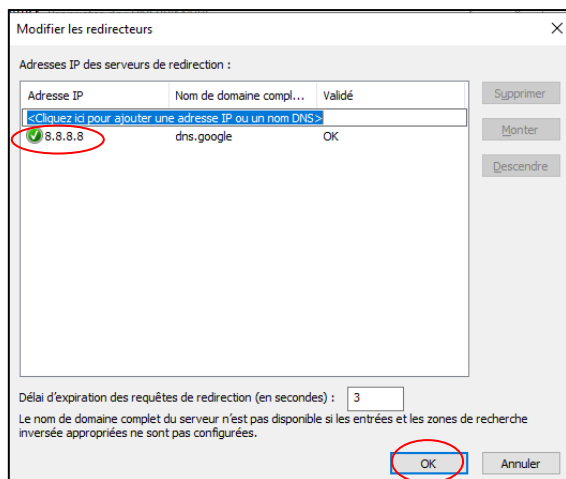 Modifier les redirecteurs
Adresses IP des serveurs de redirection :
Adresse IP Nom de domaine compl... Validé
<Cliquez ici pour ajouter une adresse IP ou un nom DNS>
8.8.8.8 dns.google OK
Supprimer
Monter
Descendre
Délai d'expiration des requêtes de redirection (en secondes) : 3
Le nom de domaine complet du serveur n'est pas disponible si les entrées et les zones de recherche
inversée appropriées ne sont pas configurées.
OK Annuler